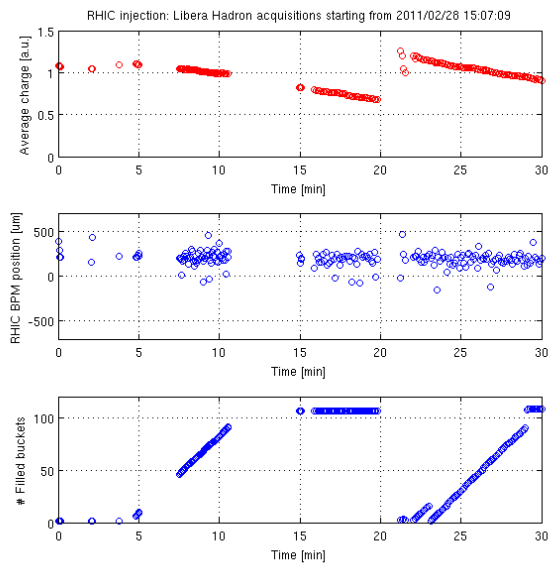 RHIC injection: Libera Hadron acquisitions starting from 2011/02/28 15:07:09
Average charge [a.u.]
1.5
1
0.5
0
0 5 10 15 20 25 30
Time [min]
RHIC BPM position [um]
500
0
-500
0 5 10 15 20 25 30
Time [min]
# Filled buckets
100
50
0
0 5 10 15 20 25 30
Time [min]